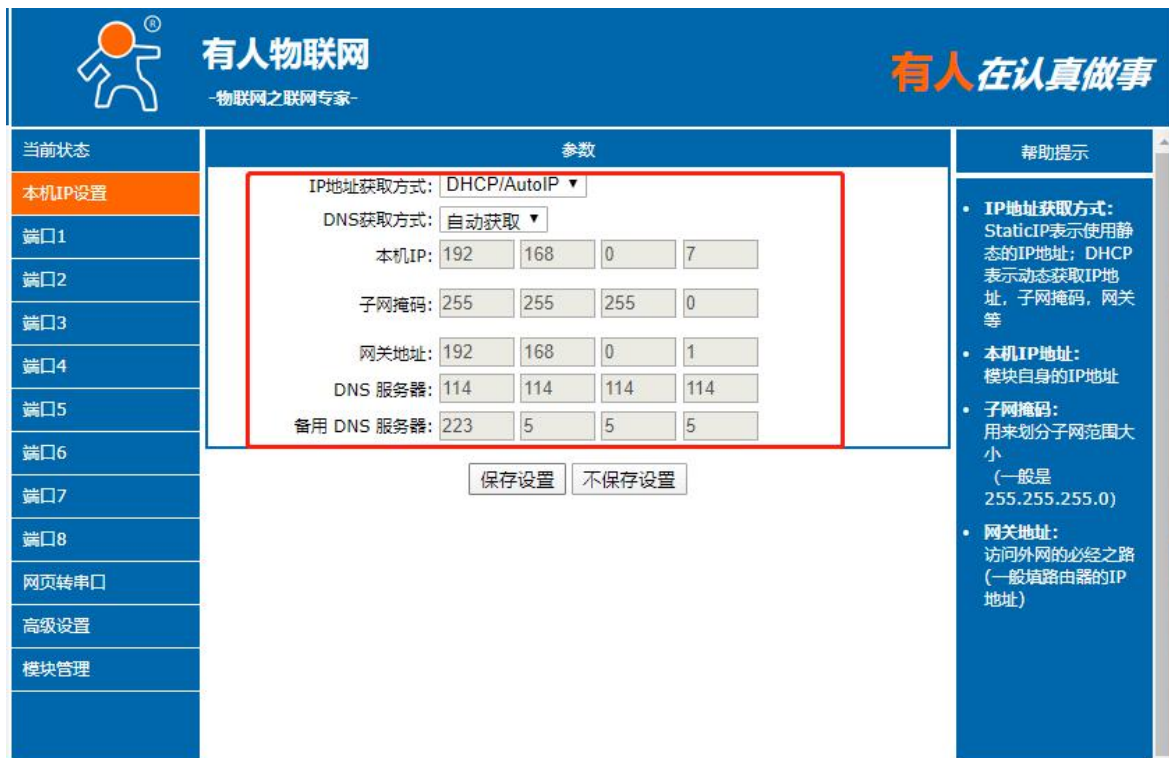 ®
有人物联网
-物联网之联网专家-
有人在认真做事
当前状态
本机IP设置
端口1
端口2
端口3
端口4
端口5
端口6
端口7
端口8
网页转串口
高级设置
模块管理
参数
IP地址获取方式: DHCP/AutoIP ▼
DNS获取方式: 自动获取 ▼
本机IP: 192 168 0 7
子网掩码: 255 255 255 0
网关地址: 192 168 0 1
DNS 服务器: 114 114 114 114
备用 DNS 服务器: 223 5 5 5
保存设置 不保存设置
帮助提示
• IP地址获取方式：
StaticIP表示使用静
态的IP地址；DHCP
表示动态获取IP地
址，子网掩码，网关
等
• 本机IP地址：
模块自身的IP地址
• 子网掩码：
用来划分子网范围大
小
（一般是
255.255.255.0)
• 网关地址：
访问外网的必经之路
(一般填路由器的IP
地址)